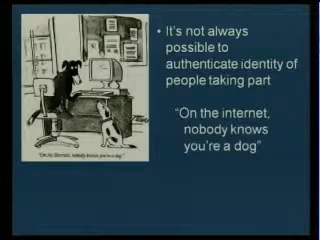 • It's not always
possible to
authenticate identity of
people taking part
"On the internet,
nobody knows
you're a dog"
"On the Internet, nobody knows you're a dog."